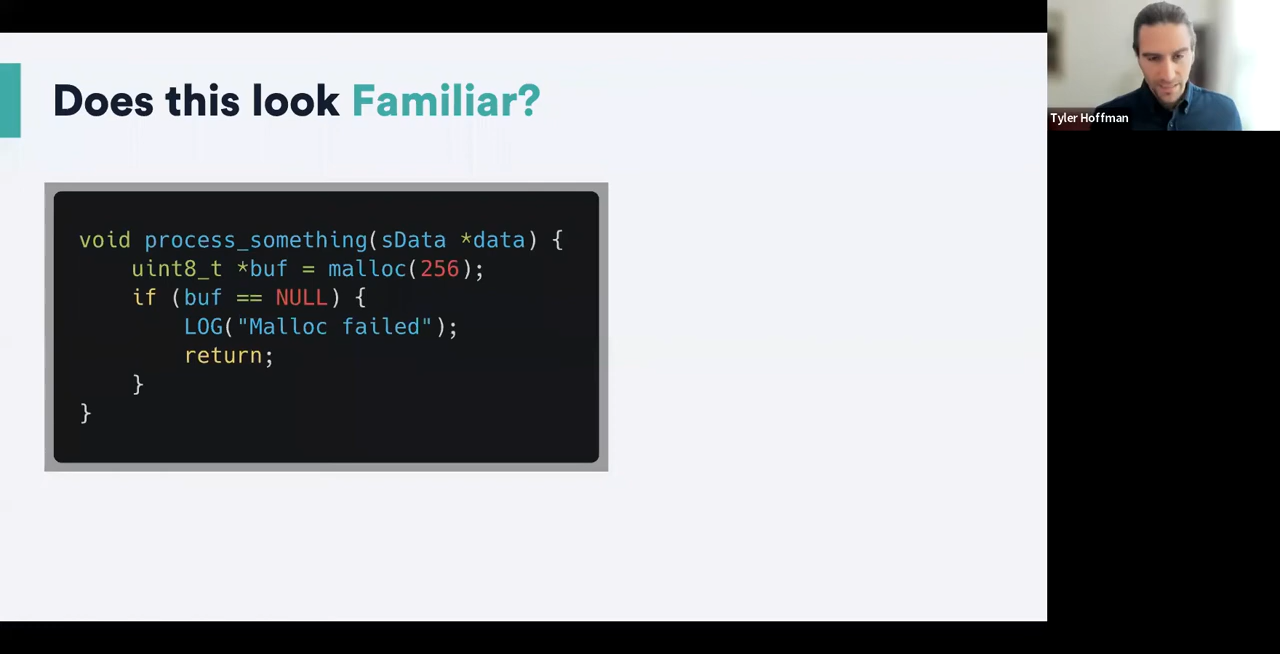 Does this look Familiar?
Tyler Hoffman
void process_something(sData *data) {
    uint8_t *buf = malloc(256);
    if (buf == NULL) {
        LOG("Malloc failed");
        return;
    }
}